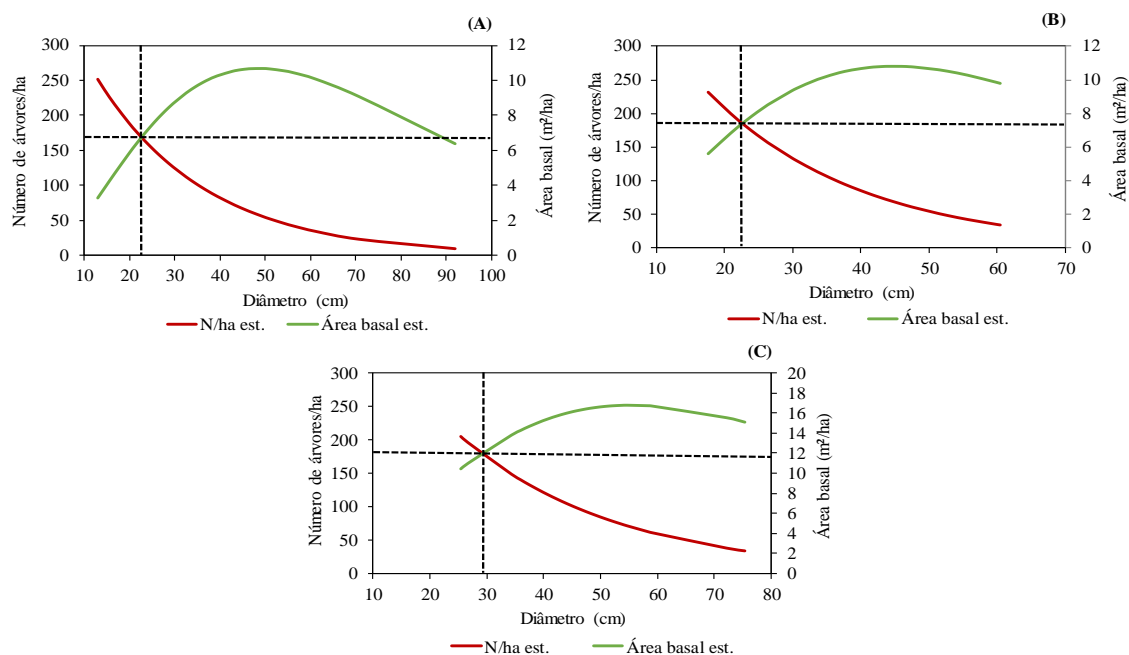 (A)
300
250
200
150
100
50
0
12
10
8
6
4
2
0
10 20 30 40 50 60 70 80 90 100
Número de árvores/ha
Área basal (m²/ha)
Diâmetro (cm)
N/ha est. Área basal est.
(B)
300
250
200
150
100
50
0
12
10
8
6
4
2
0
10 20 30 40 50 60 70
Número de árvores/ha
Área basal (m²/ha)
Diâmetro (cm)
N/ha est. Área basal est.
(C)
300
250
200
150
100
50
0
20
18
16
14
12
10
8
6
4
2
0
10 20 30 40 50 60 70 80
Número de árvores/ha
Área basal (m²/ha)
Diâmetro (cm)
N/ha est. Área basal est.